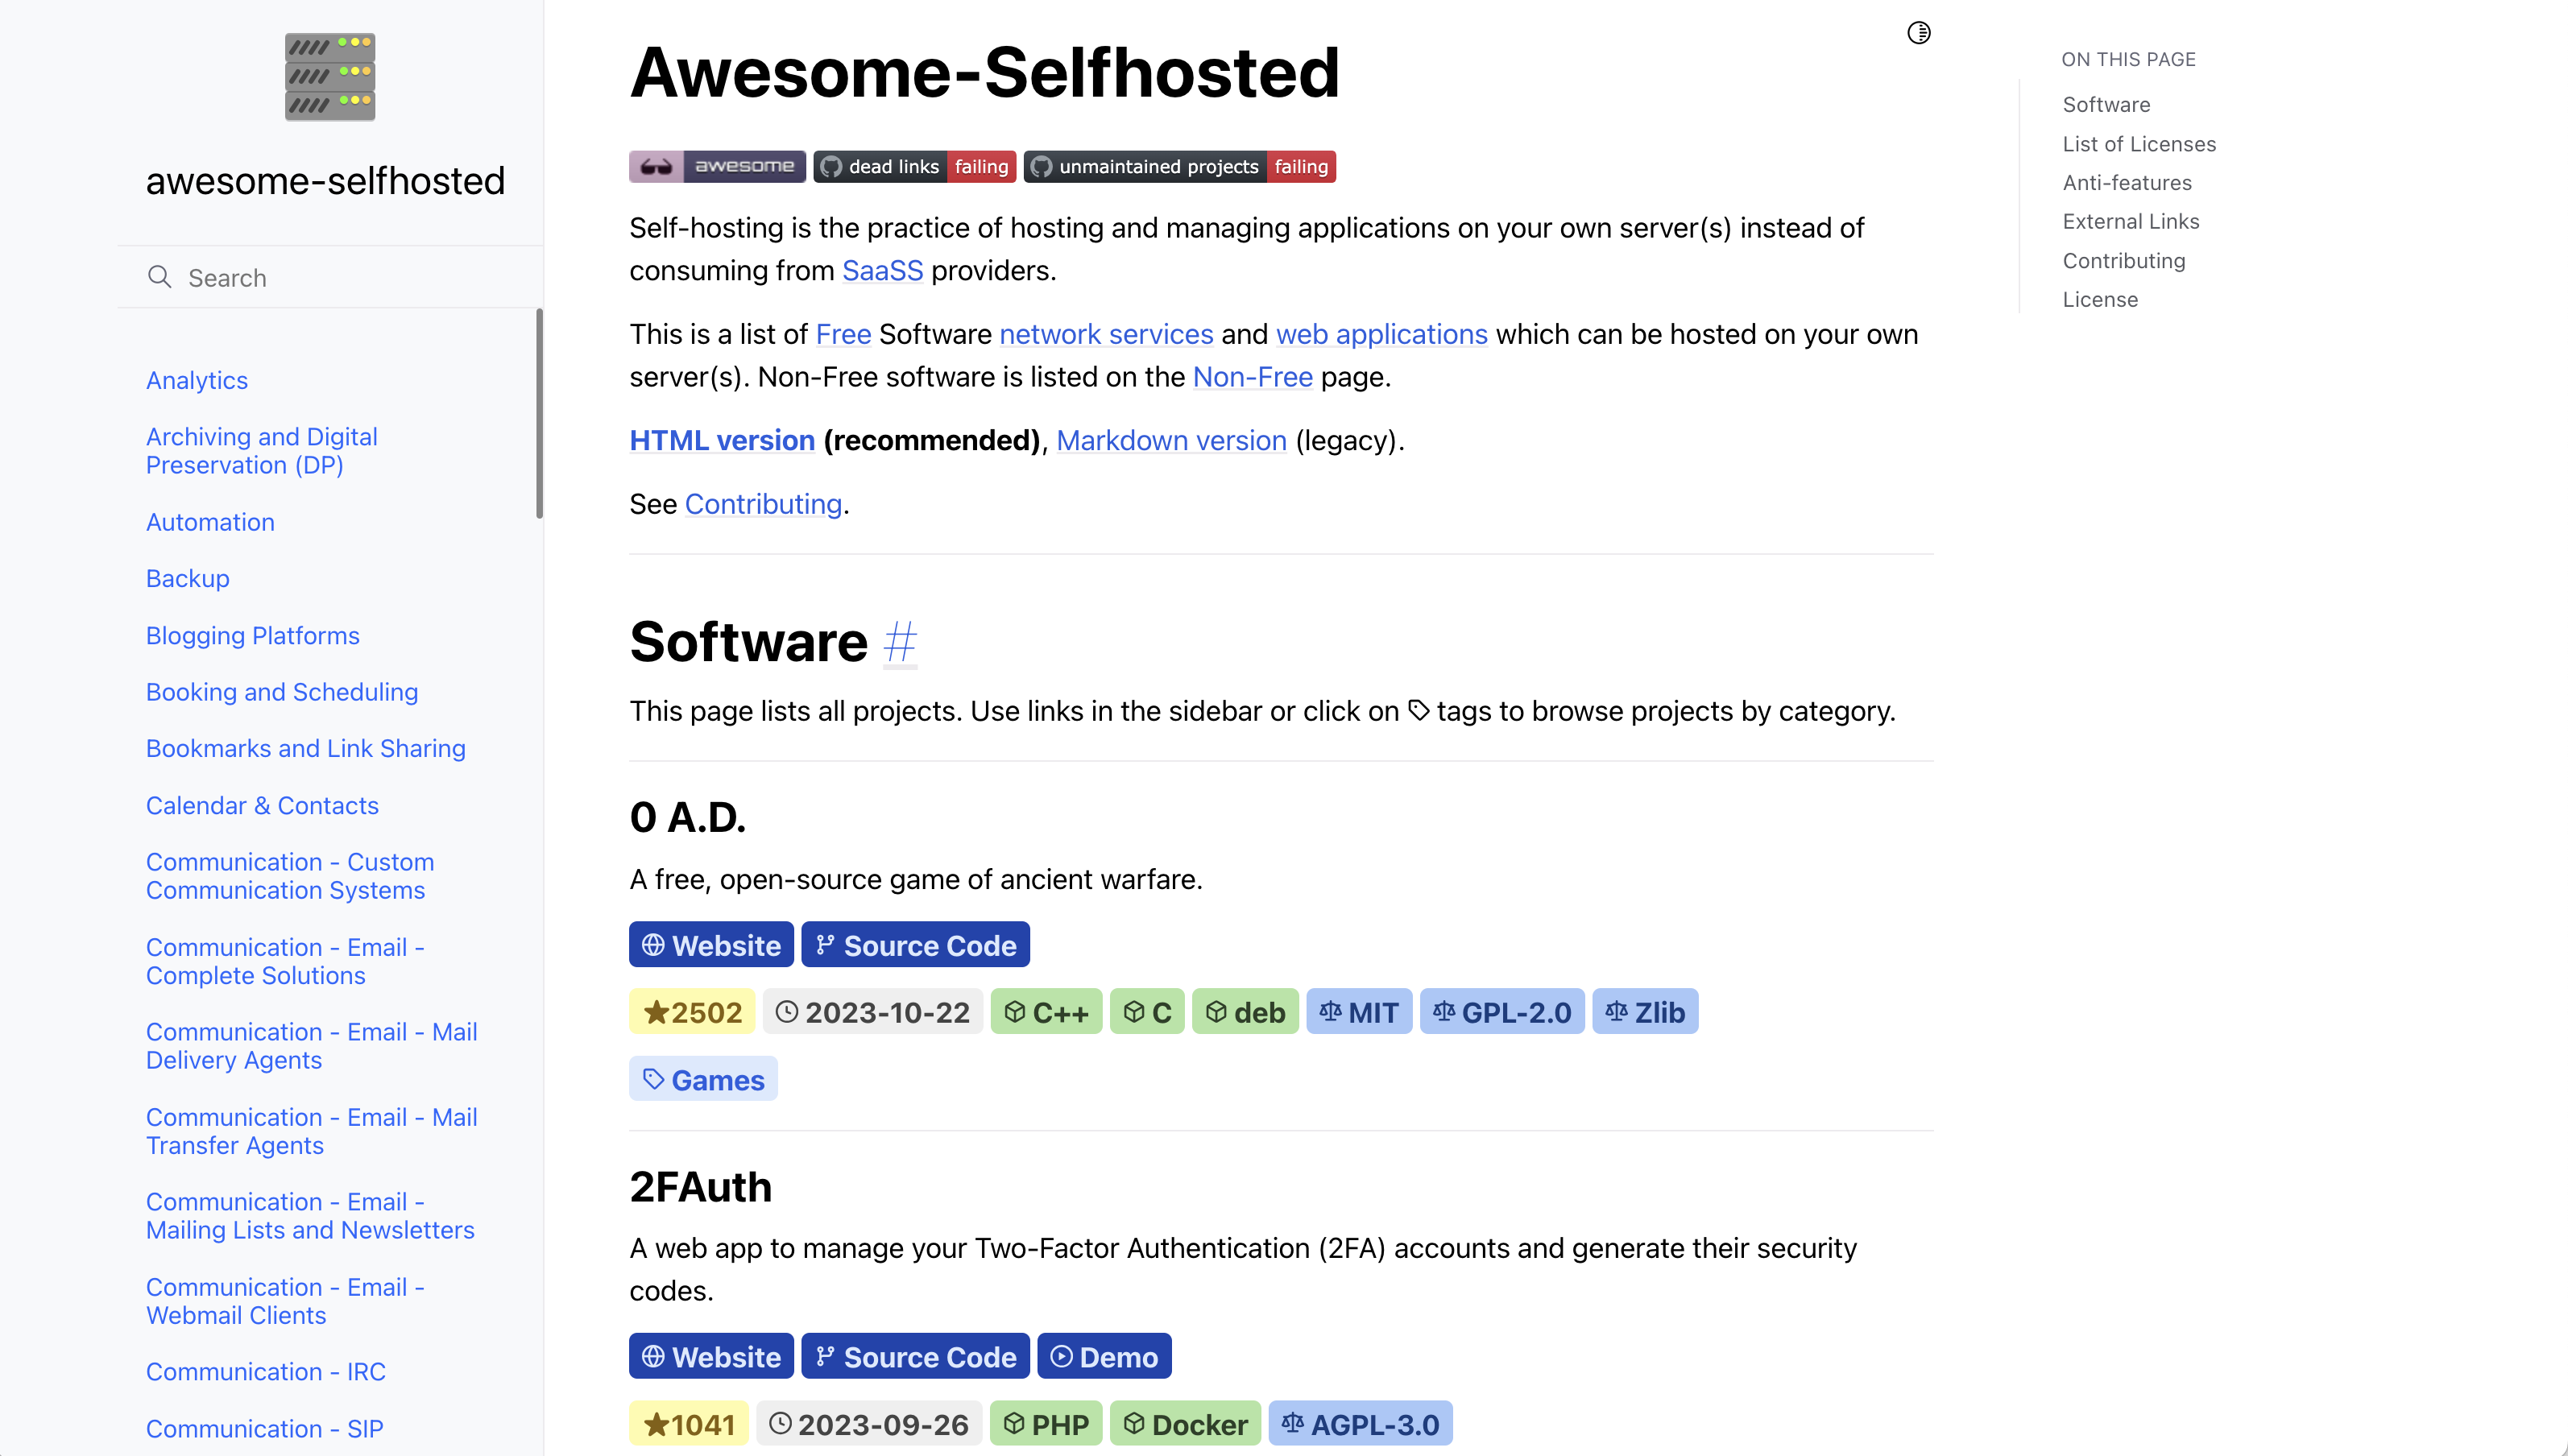 awesome-selfhosted
Search
Analytics
Archiving and Digital
Preservation (DP)
Automation
Backup
Blogging Platforms
Booking and Scheduling
Bookmarks and Link Sharing
Calendar & Contacts
Communication - Custom
Communication Systems
Communication - Email -
Complete Solutions
Communication - Email - Mail
Delivery Agents
Communication - Email - Mail
Transfer Agents
Communication - Email -
Mailing Lists and Newsletters
Communication - Email -
Webmail Clients
Communication - IRC
Communication - SIP
Awesome-Selfhosted
awesome dead links failing unmaintained projects failing
Self-hosting is the practice of hosting and managing applications on your own server(s) instead of
consuming from SaaSS providers.
This is a list of Free Software network services and web applications which can be hosted on your own
server(s). Non-Free software is listed on the Non-Free page.
HTML version (recommended), Markdown version (legacy).
See Contributing.
Software #
This page lists all projects. Use links in the sidebar or click on tags to browse projects by category.
0 A.D.
A free, open-source game of ancient warfare.
Website Source Code
★2502 2023-10-22 C++ C deb MIT GPL-2.0 Zlib
Games
2FAuth
A web app to manage your Two-Factor Authentication (2FA) accounts and generate their security
codes.
Website Source Code Demo
★1041 2023-09-26 PHP Docker AGPL-3.0
ON THIS PAGE
Software
List of Licenses
Anti-features
External Links
Contributing
License